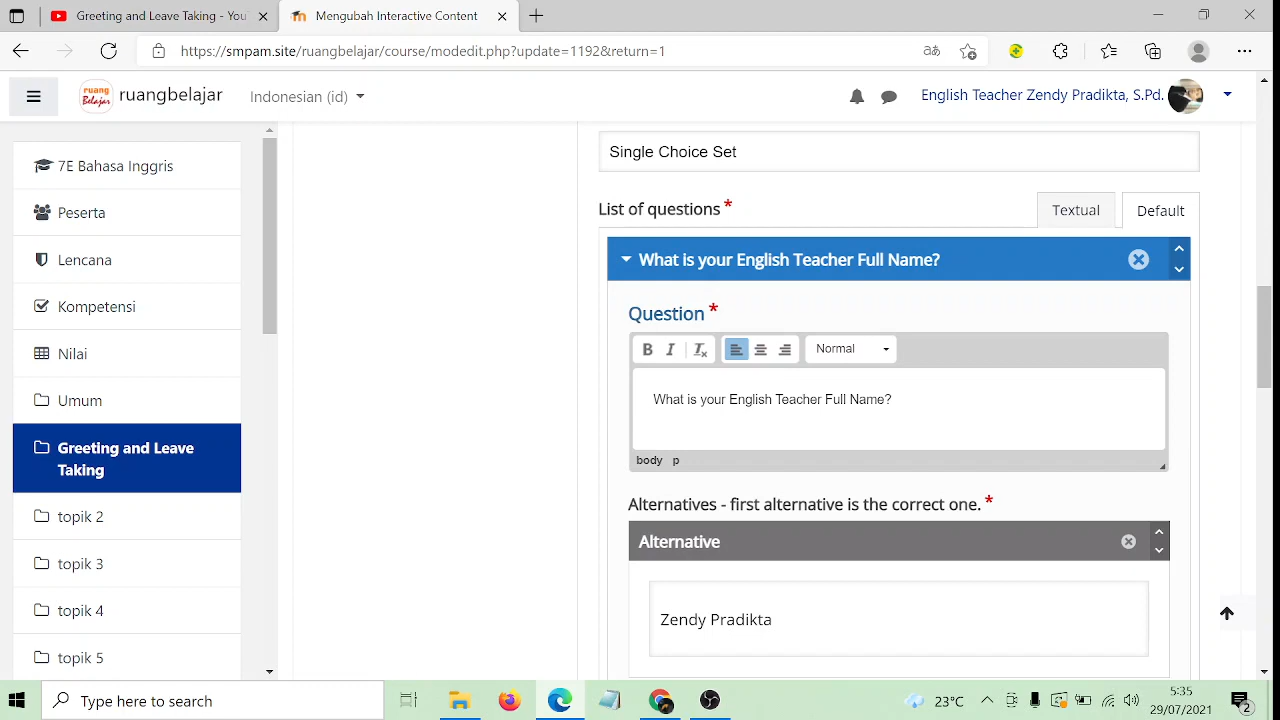 Greeting and Leave Taking - You
Mengubah Interactive Content
https://smpam.site/ruangbelajar/course/modedit.php?update=1192&return=1
ruang Belajar
ruangbelajar
Indonesian (id)
English Teacher Zendy Pradikta, S.Pd.
7E Bahasa Inggris
Peserta
Lencana
Kompetensi
Nilai
Umum
Greeting and Leave
Taking
topik 2
topik 3
topik 4
topik 5
Single Choice Set
List of questions *
Textual
Default
What is your English Teacher Full Name?
Question *
B I Tx
Normal
What is your English Teacher Full Name?
body p
Alternatives - first alternative is the correct one. *
Alternative
Zendy Pradikta
Type here to search
23°C
5:35
29/07/2021
2